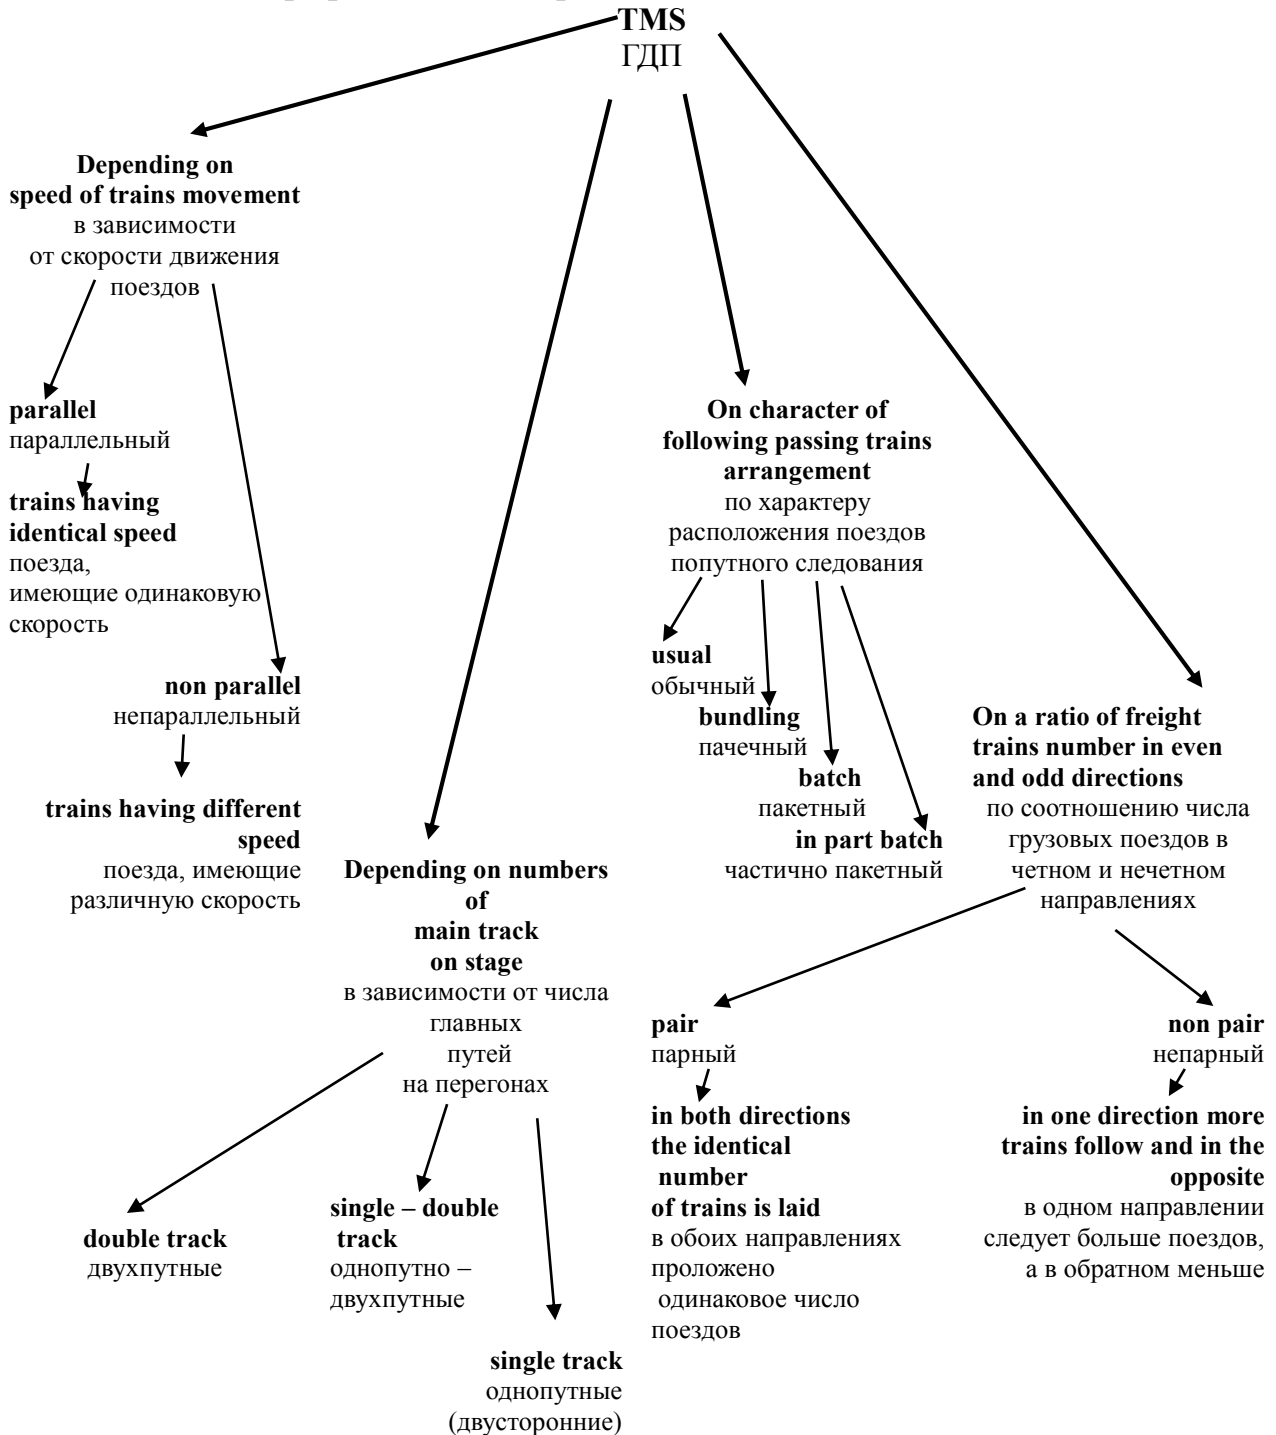 TMS
ГДП
Depending on
speed of trains movement
в зависимости
от скорости движения
поездов
parallel
параллельный
trains having
identical speed
поезда,
имеющие одинаковую
скорость
non parallel
непараллельный
trains having different
speed
поезда, имеющие
различную скорость
Depending on numbers
of
main track
on stage
в зависимости от числа
главных
путей
на перегонах
double track
двухпутные
single – double
track
однопутно –
двухпутные
single track
однопутные
(двусторонние)
On character of
following passing trains
arrangement
по характеру
расположения поездов
попутного следования
usual
обычный
bundling
пачечный
batch
пакетный
in part batch
частично пакетный
On a ratio of freight
trains number in even
and odd directions
по соотношению числа
грузовых поездов в
четном и нечетном
направлениях
pair
парный
in both directions
the identical
number
of trains is laid
в обоих направлениях
проложено
одинаковое число
поездов
non pair
непарный
in one direction more
trains follow and in the
opposite
в одном направлении
следует больше поездов,
а в обратном меньше